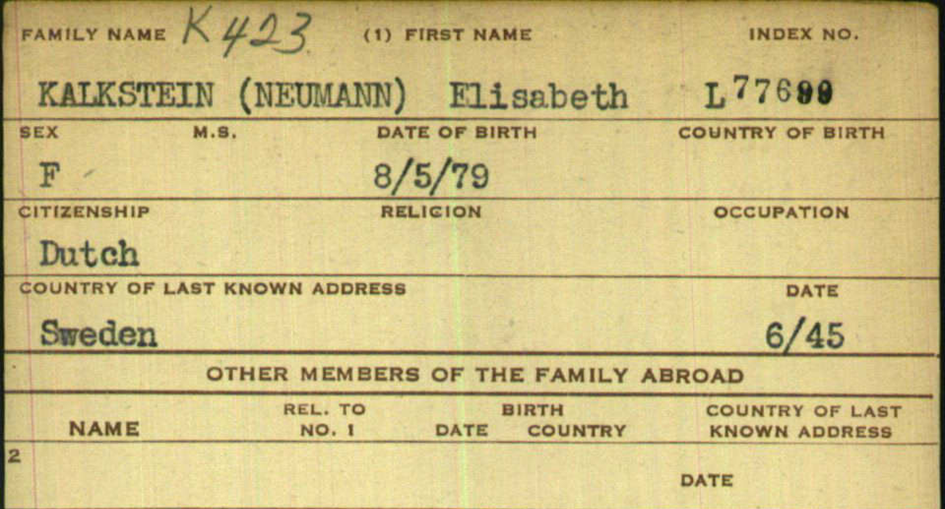 FAMILY NAME K423 (1) FIRST NAME INDEX NO.
KALKSTEIN (NEUMANN) Elisabeth L77699
SEX M.S. DATE OF BIRTH COUNTRY OF BIRTH
F 8/5/79
CITIZENSHIP RELIGION OCCUPATION
Dutch
COUNTRY OF LAST KNOWN ADDRESS DATE
Sweden 6/45
OTHER MEMBERS OF THE FAMILY ABROAD
REL. TO BIRTH COUNTRY OF LAST
NAME NO. 1 DATE COUNTRY KNOWN ADDRESS
2
DATE